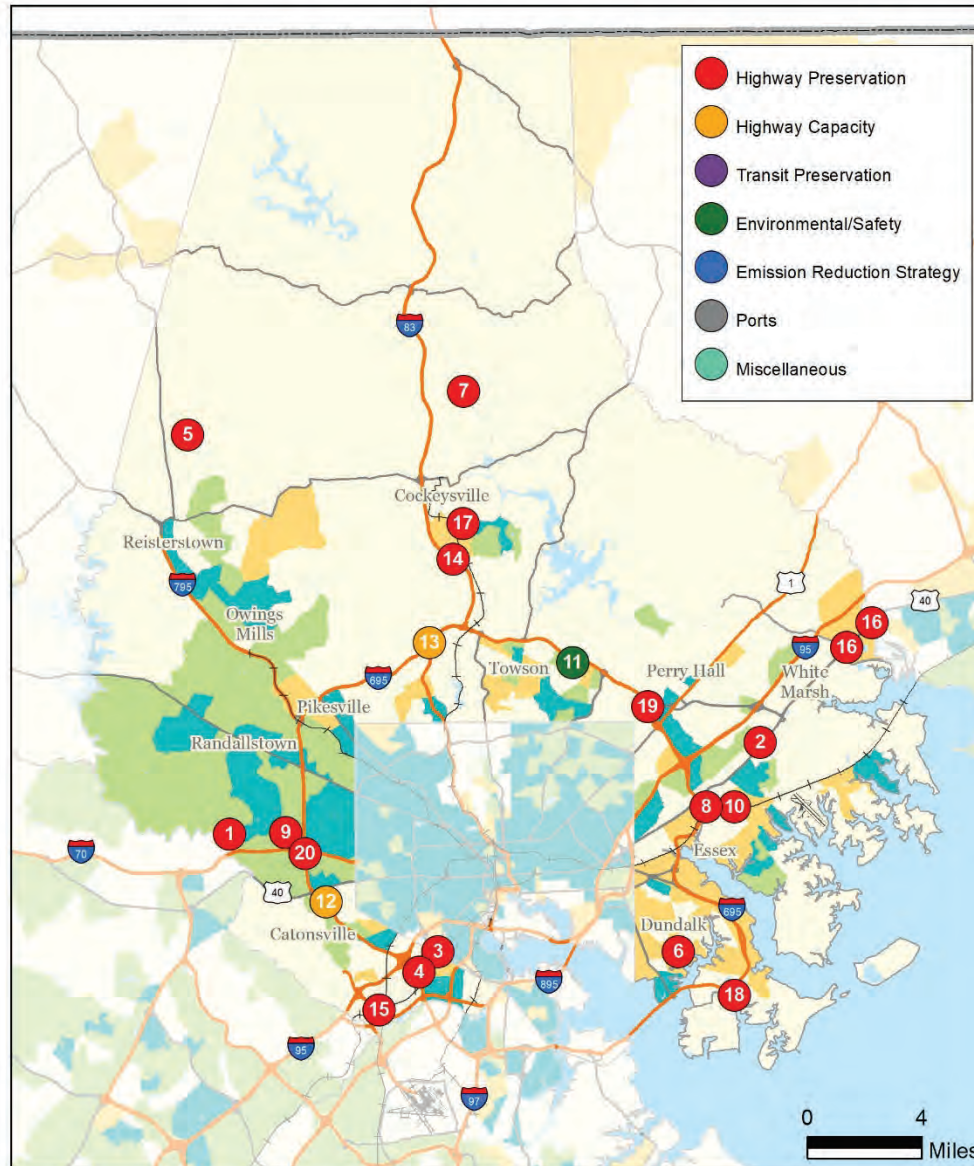 Highway Preservation
Highway Capacity
Transit Preservation
Environmental/Safety
Emission Reduction Strategy
Ports
Miscellaneous
83
7
5
Cockeysville
17
Reisterstown
14
795
1
40
Owings
Mills
16
13
16
11
95
695
Towson
Perry Hall
White
Marsh
Pikesville
19
Randallstown
2
8
10
1
9
Essex
70
20
40
12
695
Catonsville
Dundalk
3
6
4
895
18
15
95
97
0
4
Miles